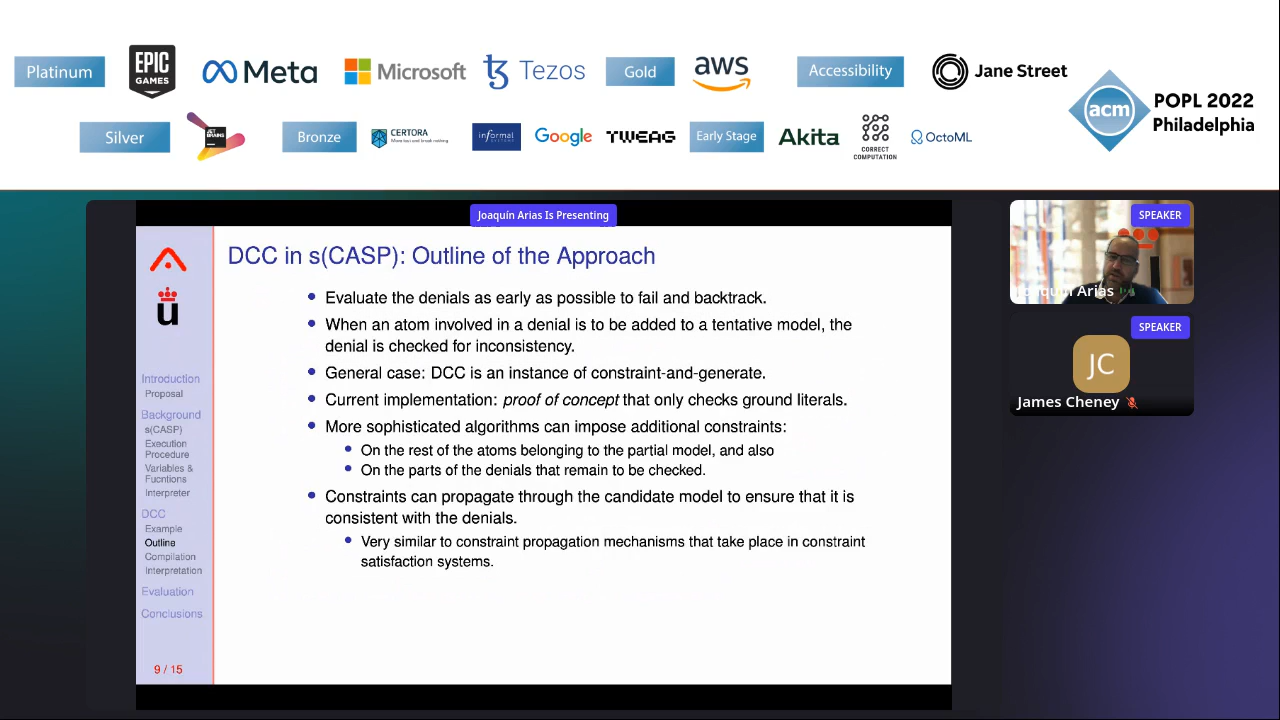 Platinum
EPIC GAMES
Meta
Microsoft
TEZOS
Gold
aws
Accessibility
Jane Street
acm
POPL 2022
Philadelphia
Silver
JET BRAINS
Bronze
CERTORA
Move fast and break nothing
informal
SYSTEMS
Google
TWEAG
Early Stage
Akita
CORRECT
COMPUTATION
OctoML
Joaquín Arias Is Presenting
DCC in s(CASP): Outline of the Approach
• Evaluate the denials as early as possible to fail and backtrack.
• When an atom involved in a denial is to be added to a tentative model, the
denial is checked for inconsistency.
• General case: DCC is an instance of constraint-and-generate.
• Current implementation: proof of concept that only checks ground literals.
• More sophisticated algorithms can impose additional constraints:
• On the rest of the atoms belonging to the partial model, and also
• On the parts of the denials that remain to be checked.
• Constraints can propagate through the candidate model to ensure that it is
consistent with the denials.
• Very similar to constraint propagation mechanisms that take place in constraint
satisfaction systems.
u
Introduction
Proposal
Background
s(CASP)
Execution
Procedure
Variables &
Fucntions
Interpreter
DCC
Example
Outline
Compilation
Interpretation
Evaluation
Conclusions
9 / 15
SPEAKER
Joaquín Arias
SPEAKER
JC
James Cheney